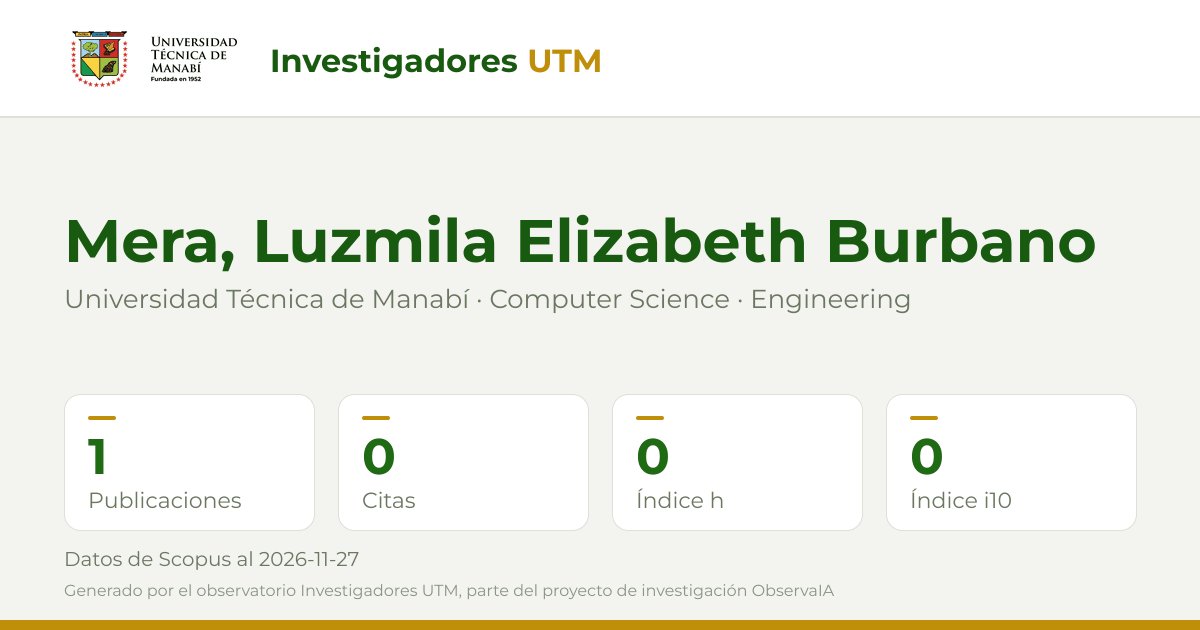 UNIVERSIDAD
TÉCNICA DE
MANABÍ
Fundada en 1952
Investigadores UTM
Mera, Luzmila Elizabeth Burbano
Universidad Técnica de Manabí · Computer Science · Engineering
1
Publicaciones
0
Citas
0
Índice h
0
Índice i10
Datos de Scopus al 2026-11-27
Generado por el observatorio Investigadores UTM, parte del proyecto de investigación ObservaIA